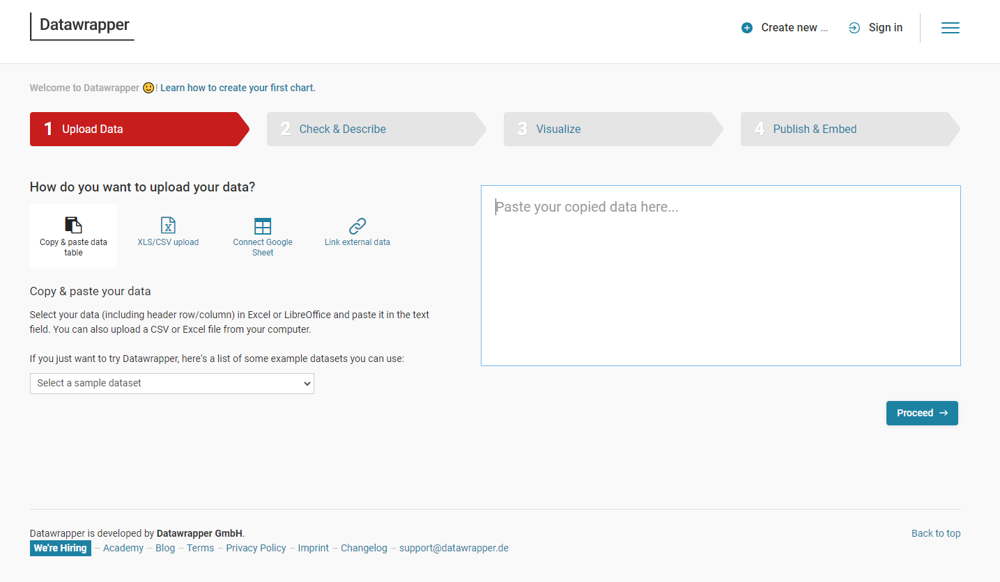 Datawrapper
Create new ...
Sign in
Welcome to Datawrapper 🙂! Learn how to create your first chart.
1 Upload Data
2 Check & Describe
3 Visualize
4 Publish & Embed
How do you want to upload your data?
Copy & paste data
table
XLS/CSV upload
Connect Google
Sheet
Link external data
Paste your copied data here...
Copy & paste your data
Select your data (including header row/column) in Excel or LibreOffice and paste it in the text
field. You can also upload a CSV or Excel file from your computer.
If you just want to try Datawrapper, here's a list of some example datasets you can use:
Select a sample dataset
Proceed →
Datawrapper is developed by Datawrapper GmbH.
Back to top
We're Hiring – Academy – Blog – Terms – Privacy Policy – Imprint – Changelog – support@datawrapper.de